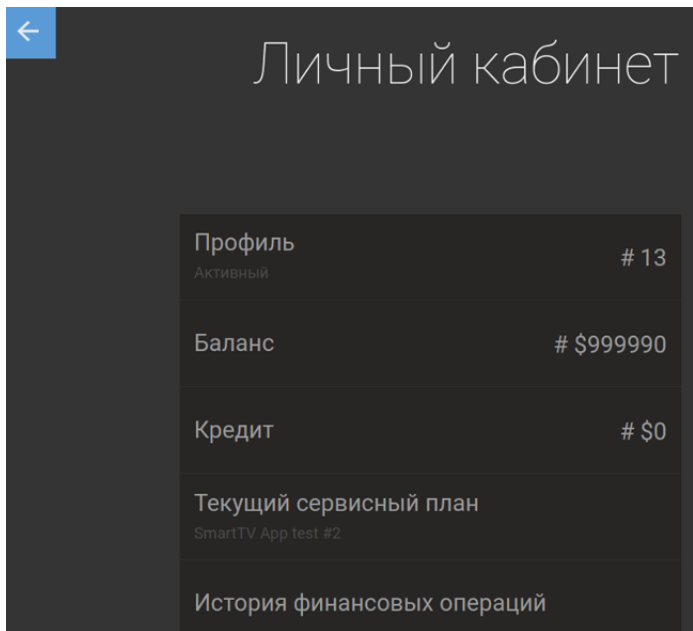 Личный кабинет
Профиль
Активный
# 13
Баланс
# $999990
Кредит
# $0
Текущий сервисный план
SmartTV App test #2
История финансовых операций